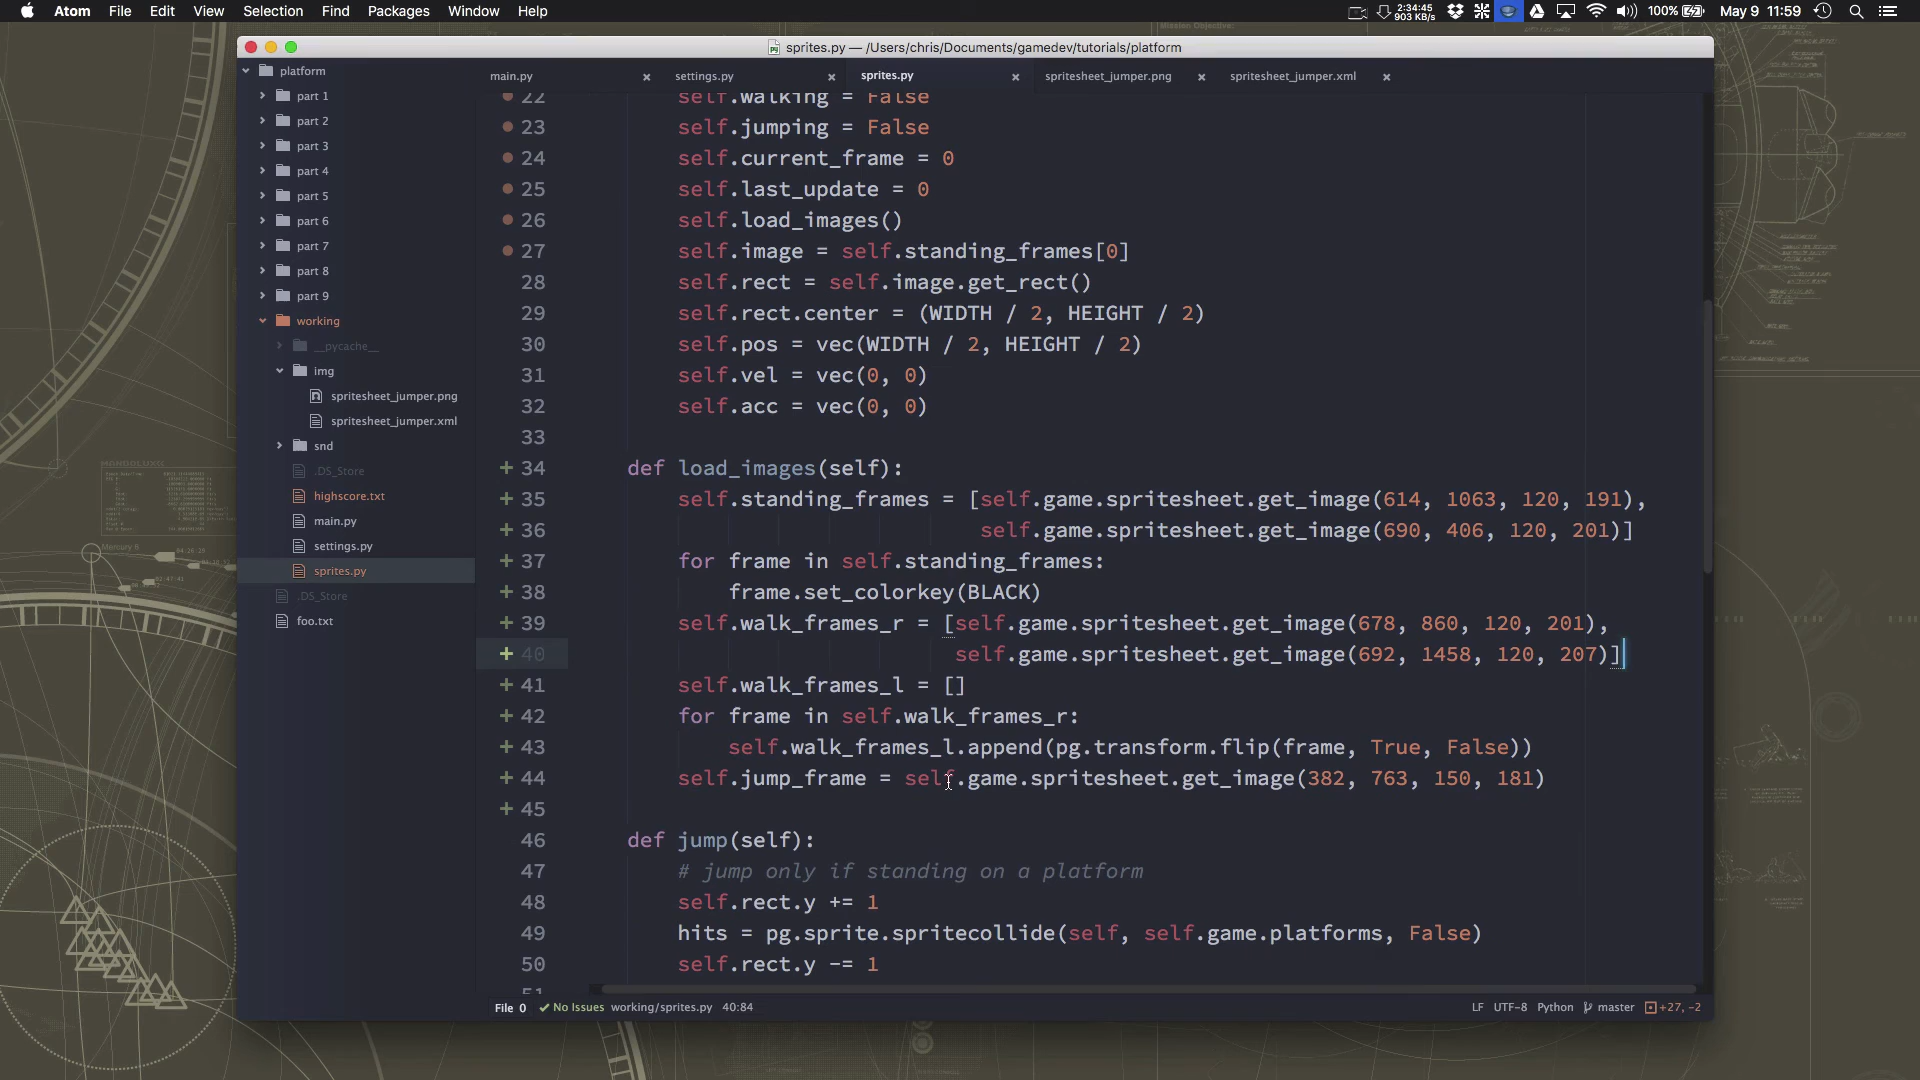 Atom File Edit View Selection Find Packages Window Help 2:34:45 903 KB/s 100% May 9 11:59
sprites.py — /Users/chris/Documents/gamedev/tutorials/platform
platform
part 1
part 2
part 3
part 4
part 5
part 6
part 7
part 8
part 9
working
__pycache__
img
spritesheet_jumper.png
spritesheet_jumper.xml
snd
.DS_Store
highscore.txt
main.py
settings.py
sprites.py
.DS_Store
foo.txt
main.py settings.py sprites.py spritesheet_jumper.png spritesheet_jumper.xml
22 self.walking = False
23 self.jumping = False
24 self.current_frame = 0
25 self.last_update = 0
26 self.load_images()
27 self.image = self.standing_frames[0]
28 self.rect = self.image.get_rect()
29 self.rect.center = (WIDTH / 2, HEIGHT / 2)
30 self.pos = vec(WIDTH / 2, HEIGHT / 2)
31 self.vel = vec(0, 0)
32 self.acc = vec(0, 0)
33
+ 34 def load_images(self):
+ 35 self.standing_frames = [self.game.spritesheet.get_image(614, 1063, 120, 191),
+ 36 self.game.spritesheet.get_image(690, 406, 120, 201)]
+ 37 for frame in self.standing_frames:
+ 38 frame.set_colorkey(BLACK)
+ 39 self.walk_frames_r = [self.game.spritesheet.get_image(678, 860, 120, 201),
+ 40 self.game.spritesheet.get_image(692, 1458, 120, 207)]
+ 41 self.walk_frames_l = []
+ 42 for frame in self.walk_frames_r:
+ 43 self.walk_frames_l.append(pg.transform.flip(frame, True, False))
+ 44 self.jump_frame = self.game.spritesheet.get_image(382, 763, 150, 181)
+ 45
46 def jump(self):
47 # jump only if standing on a platform
48 self.rect.y += 1
49 hits = pg.sprite.spritecollide(self, self.game.platforms, False)
50 self.rect.y -= 1
51
File 0 No Issues working/sprites.py 40:84 LF UTF-8 Python master +27, -2